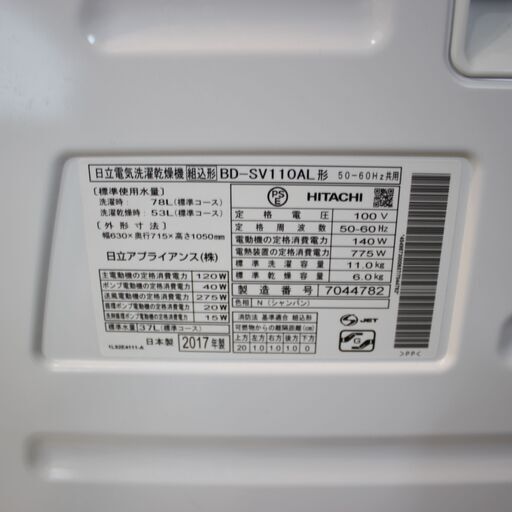 日立電気洗濯乾燥機 組込形 BD-SV110AL形 50-60Hz共用
〔標準使用水量〕
洗濯時: 78L(標準コース)
洗濯乾燥時: 53L(標準コース)
〔外形寸法〕
幅630×奥行715×高さ1050mm
日立アプライアンス(株)
主電動機の定格消費電力 120W
ポンプ電動機の定格消費電力 40W
送風電動機の定格消費電力 275W
循環ポンプ電動機の定格消費電力 20W
電動機の定格消費電力 15W
標準水量 37L(標準コース)
1L92E4111-A
日本製 2017年製
PS E HITACHI
定格電圧 100V
定格周波数 50-60Hz
電動機の定格消費電力 140W
電熱装置の定格消費電力 775W
標準洗濯容量 11.0kg
標準乾燥容量 6.0kg
製造番号 7044782
色相 N (シャンパン)
消防法 基準適合 組込形
可燃物からの離隔距離(cm)
上方 左方 右方 前方 後方 下方
20 1.0 1.0 0 1.0 0
S JET
G
>PP<